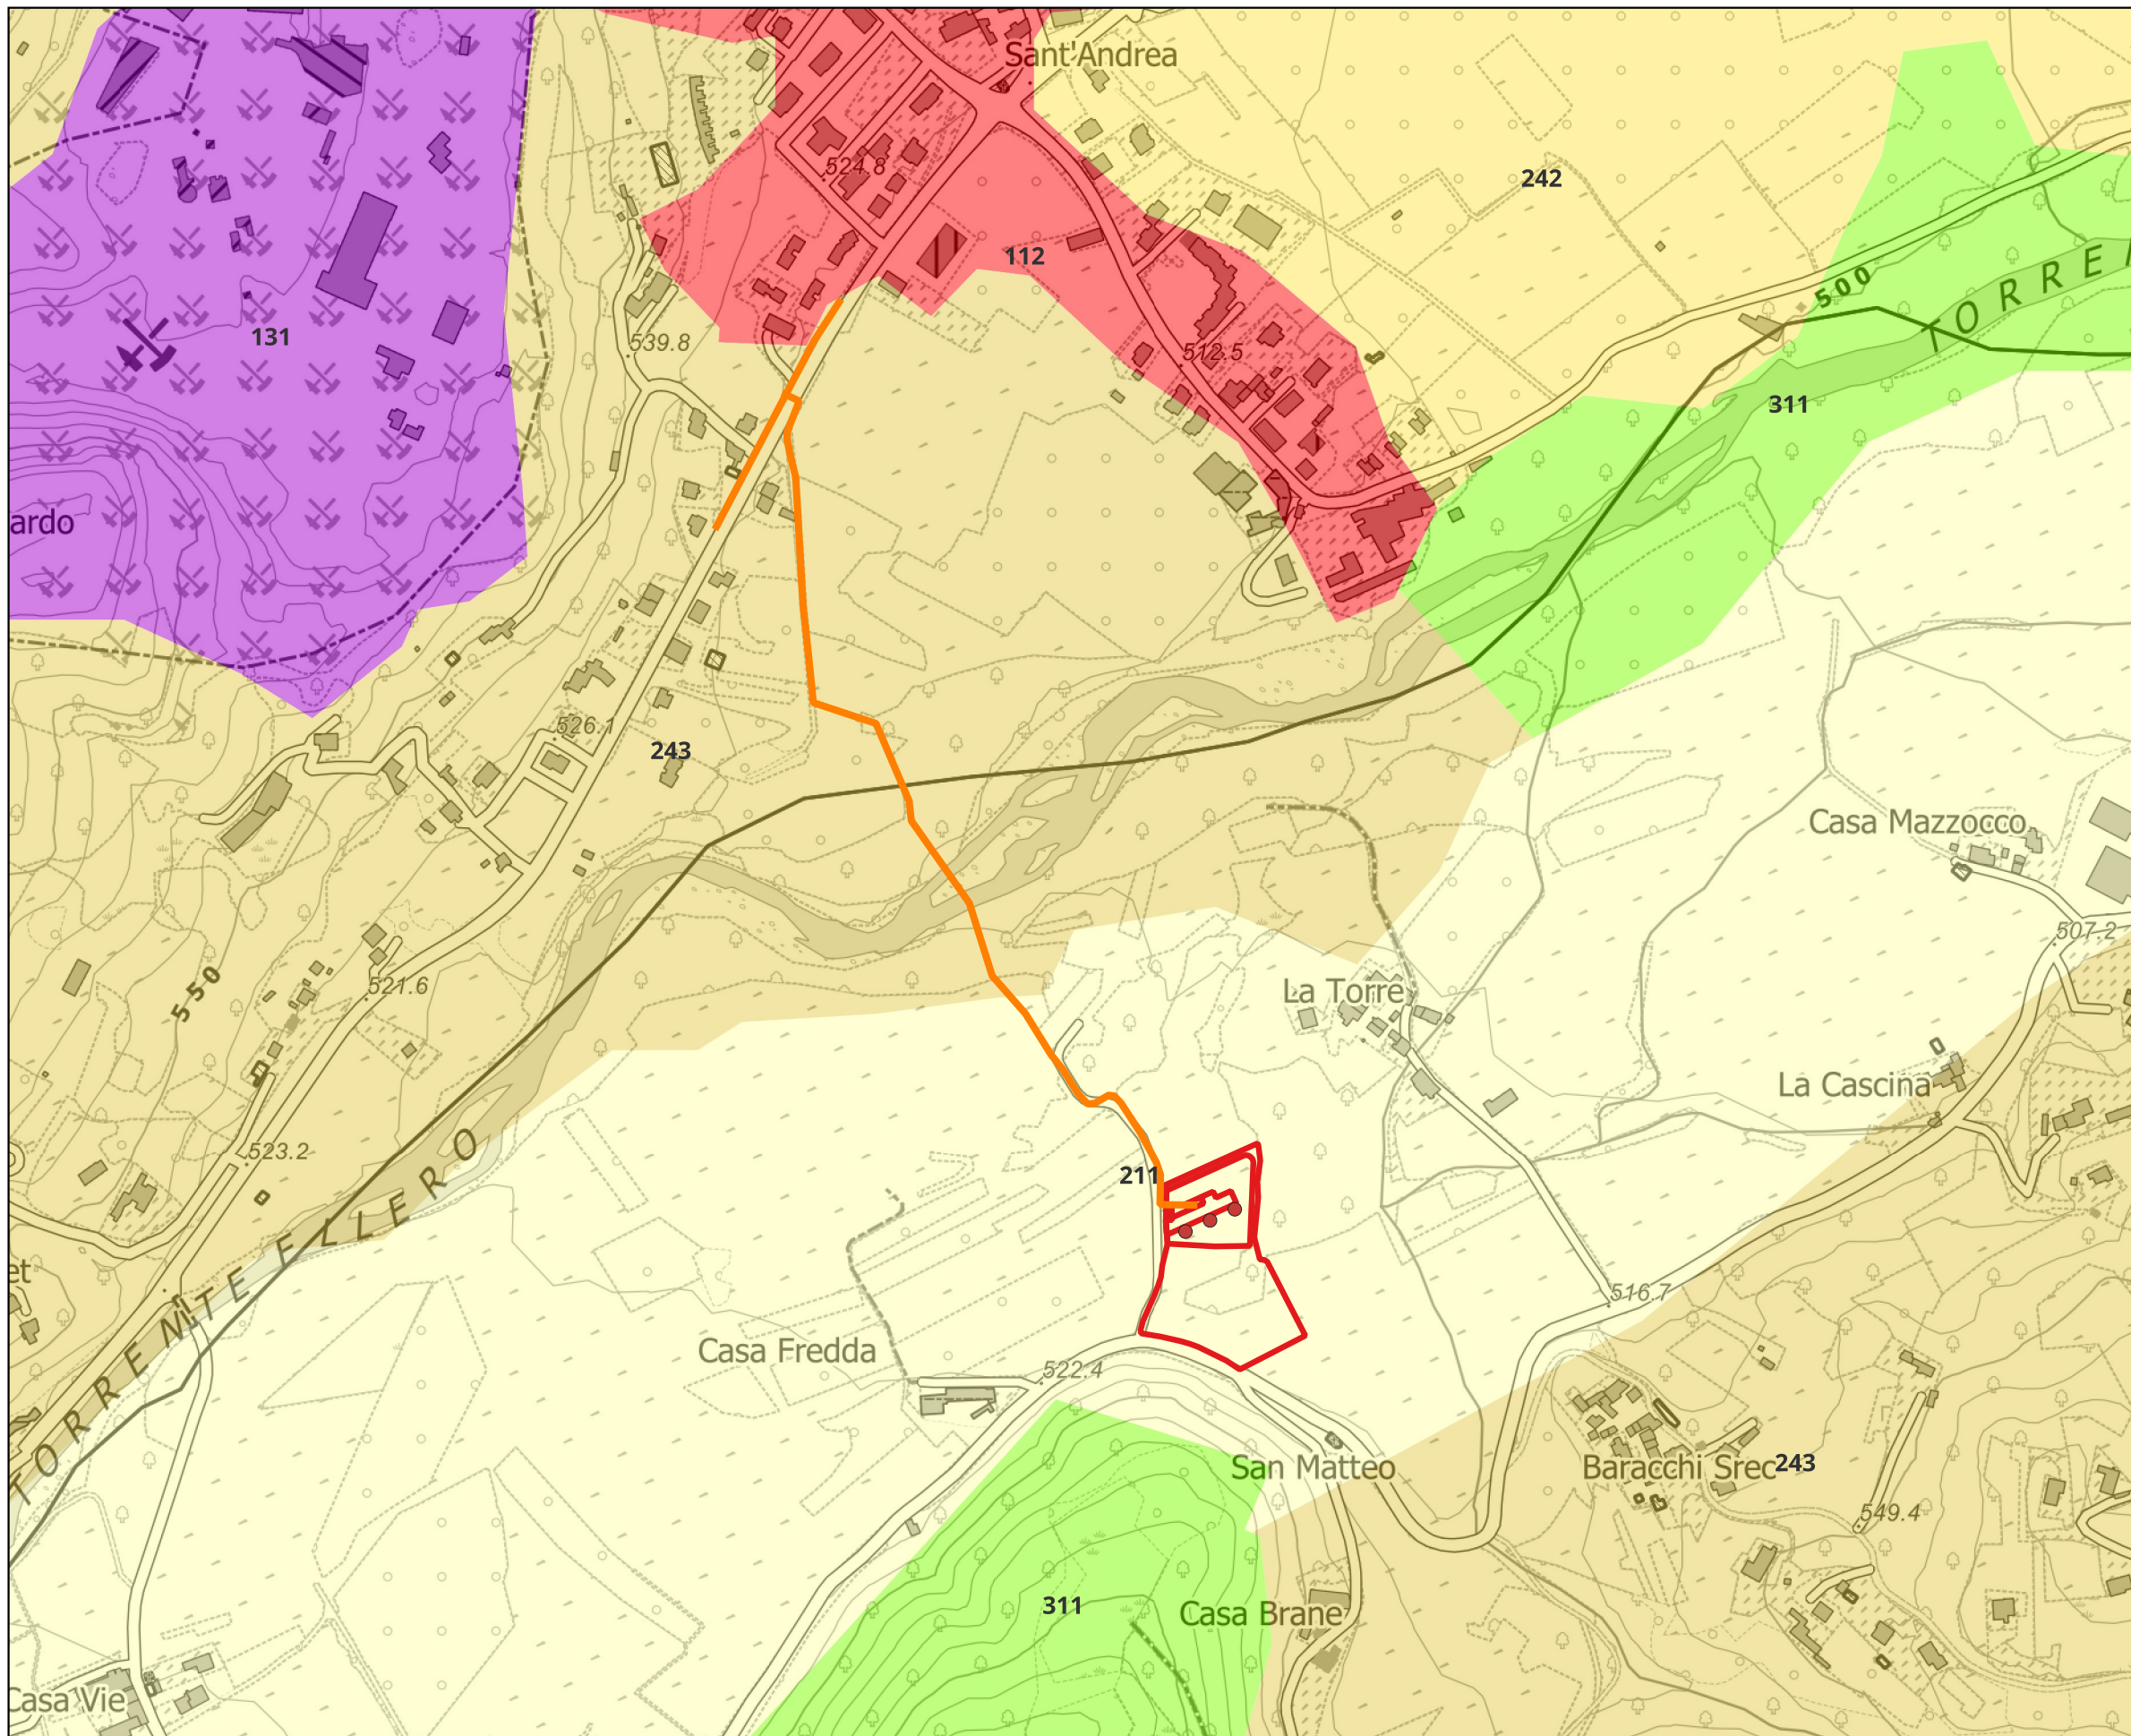 Sant'Andrea
524.8
242
112
500
TORRE
131
539.8
512.5
311
ardo
526.1
243
Casa Mazzocco
507.2
550
521.6
La Torre
La Cascina
523.2
211
et
516.7
TORRENTE ELLERO
Casa Fredda
522.4
San Matteo
Baracchi Srec
243
549.4
311
Casa Brane
Casa Vie